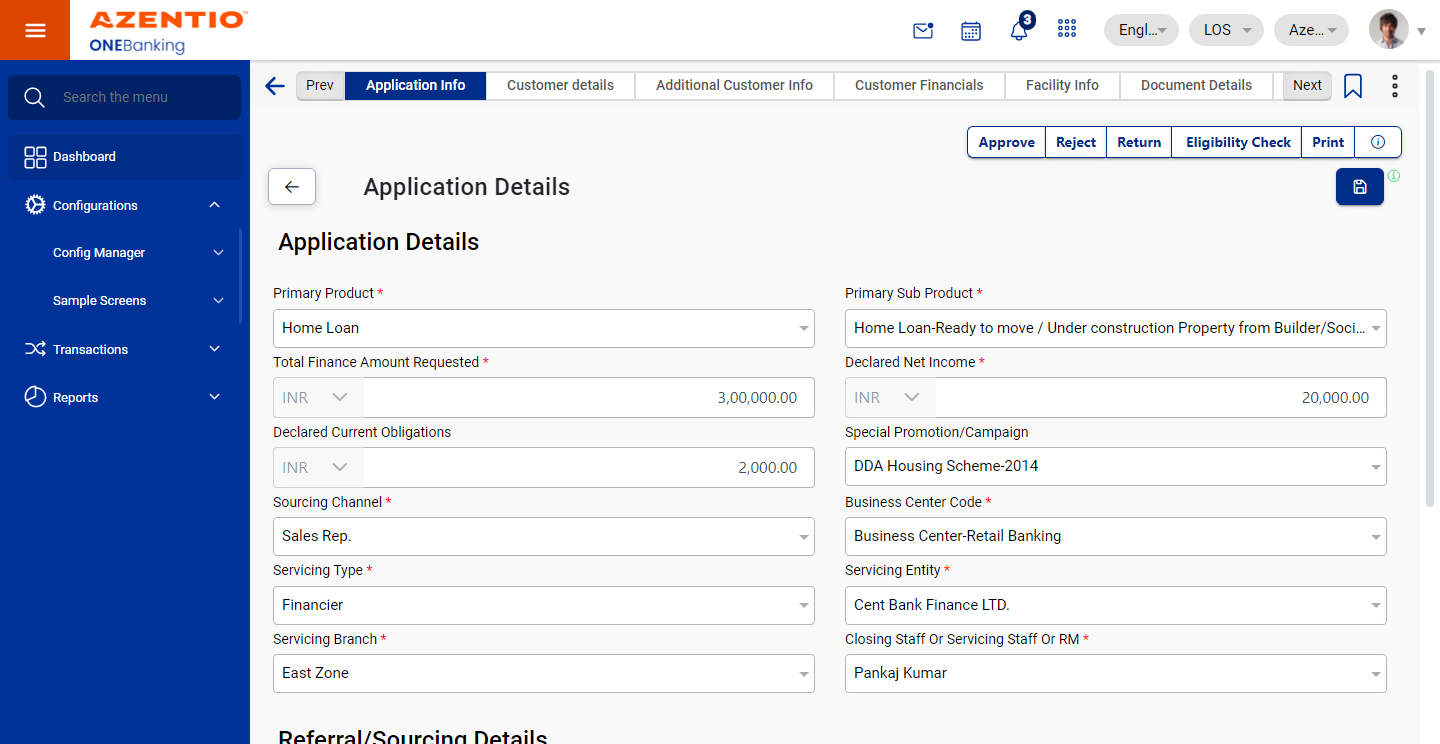 AZENTIO™
ONEBanking
3
Engl...
LOS
Aze...
Search the menu
Dashboard
Configurations
Config Manager
Sample Screens
Transactions
Reports
Prev
Application Info
Customer details
Additional Customer Info
Customer Financials
Facility Info
Document Details
Next
Approve
Reject
Return
Eligibility Check
Print
Application Details
Application Details
Primary Product *
Primary Sub Product *
Home Loan
Home Loan-Ready to move / Under construction Property from Builder/Soci...
Total Finance Amount Requested *
Declared Net Income *
INR 3,00,000.00
INR 20,000.00
Declared Current Obligations
Special Promotion/Campaign
INR 2,000.00
DDA Housing Scheme-2014
Sourcing Channel *
Business Center Code *
Sales Rep.
Business Center-Retail Banking
Servicing Type *
Servicing Entity *
Financier
Cent Bank Finance LTD.
Servicing Branch *
Closing Staff Or Servicing Staff Or RM *
East Zone
Pankaj Kumar
Referral/Sourcing Details